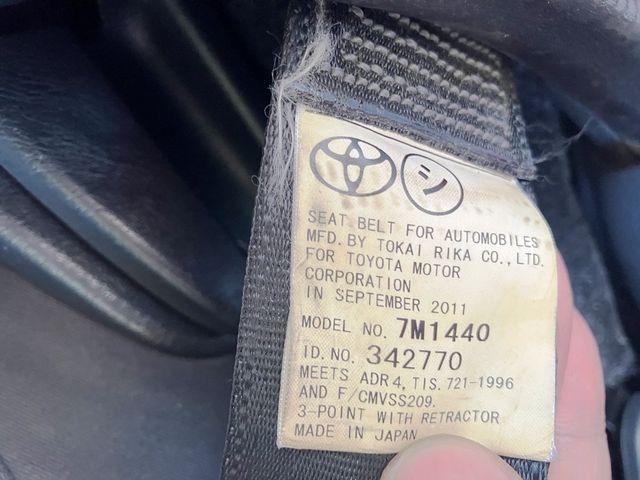 シ
SEAT BELT FOR AUTOMOBILES
MFD. BY TOKAI RIKA CO., LTD.
FOR TOYOTA MOTOR
CORPORATION
IN SEPTEMBER 2011
MODEL NO. 7M1440
ID. NO. 342770
MEETS ADR 4, TIS. 721-1996
AND F/CMVSS209.
3-POINT WITH RETRACTOR
MADE IN JAPAN